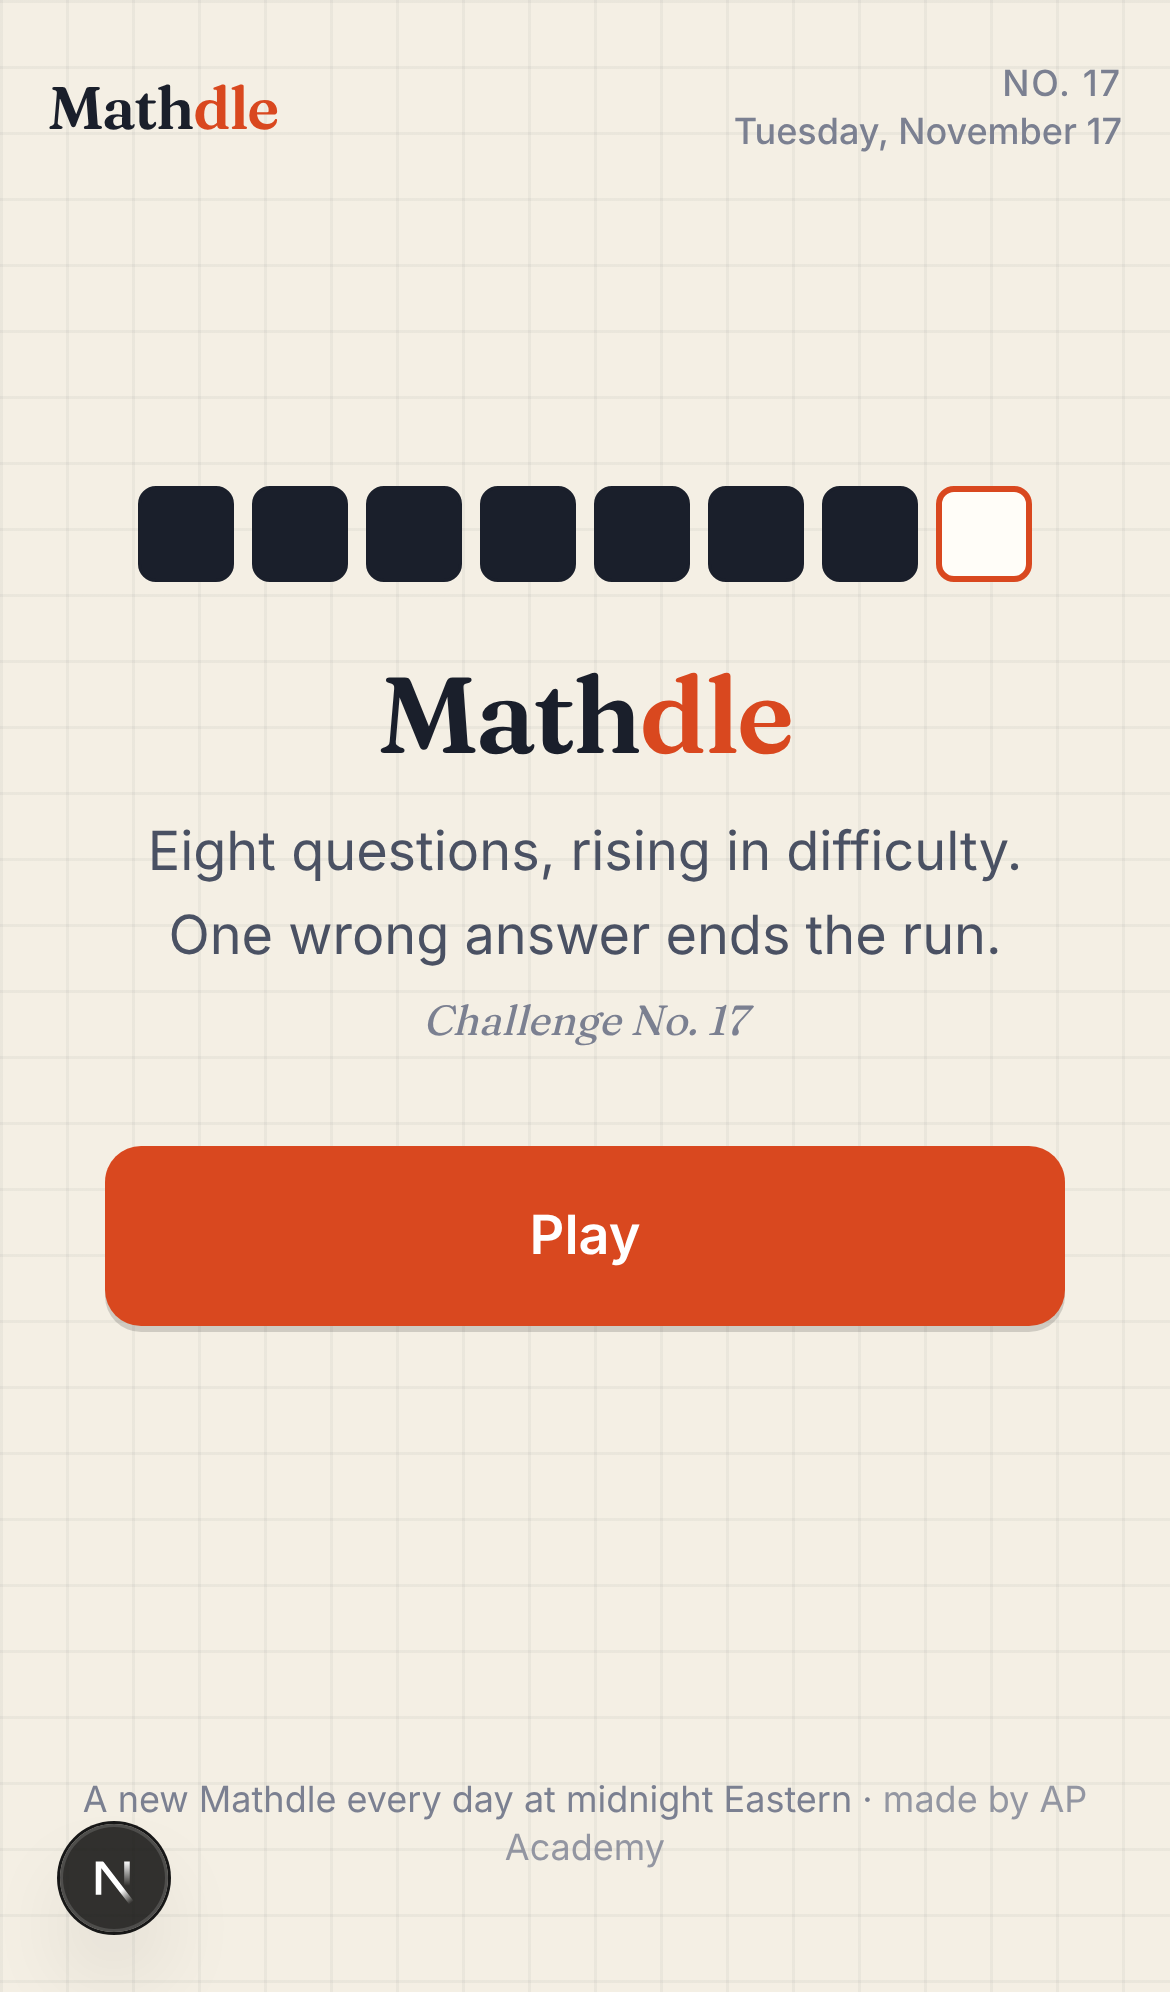 Mathdle
NO. 17
Tuesday, November 17
Mathdle
Eight questions, rising in difficulty.
One wrong answer ends the run.
Challenge No. 17
Play
A new Mathdle every day at midnight Eastern · made by AP
Academy
N